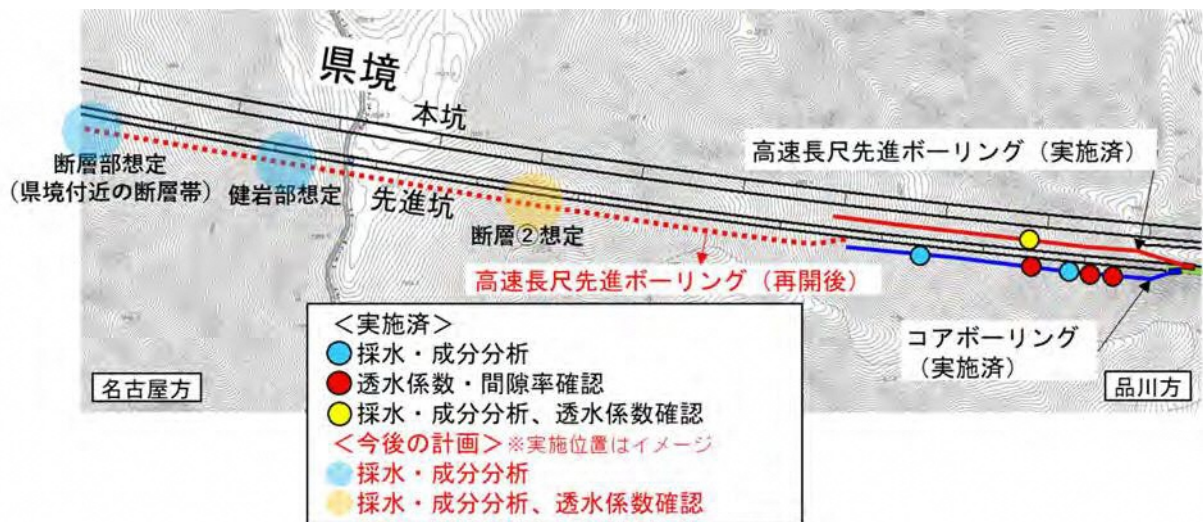 県境
本坑
高速長尺先進ボーリング（実施済）
断層部想定
（県境付近の断層帯）
健岩部想定
先進坑
断層②想定
高速長尺先進ボーリング（再開後）
コアボーリング
（実施済）
名古屋方
品川方
＜実施済＞
採水・成分分析
透水係数・間隙率確認
採水・成分分析、透水係数確認
＜今後の計画＞※実施位置はイメージ
採水・成分分析
採水・成分分析、透水係数確認